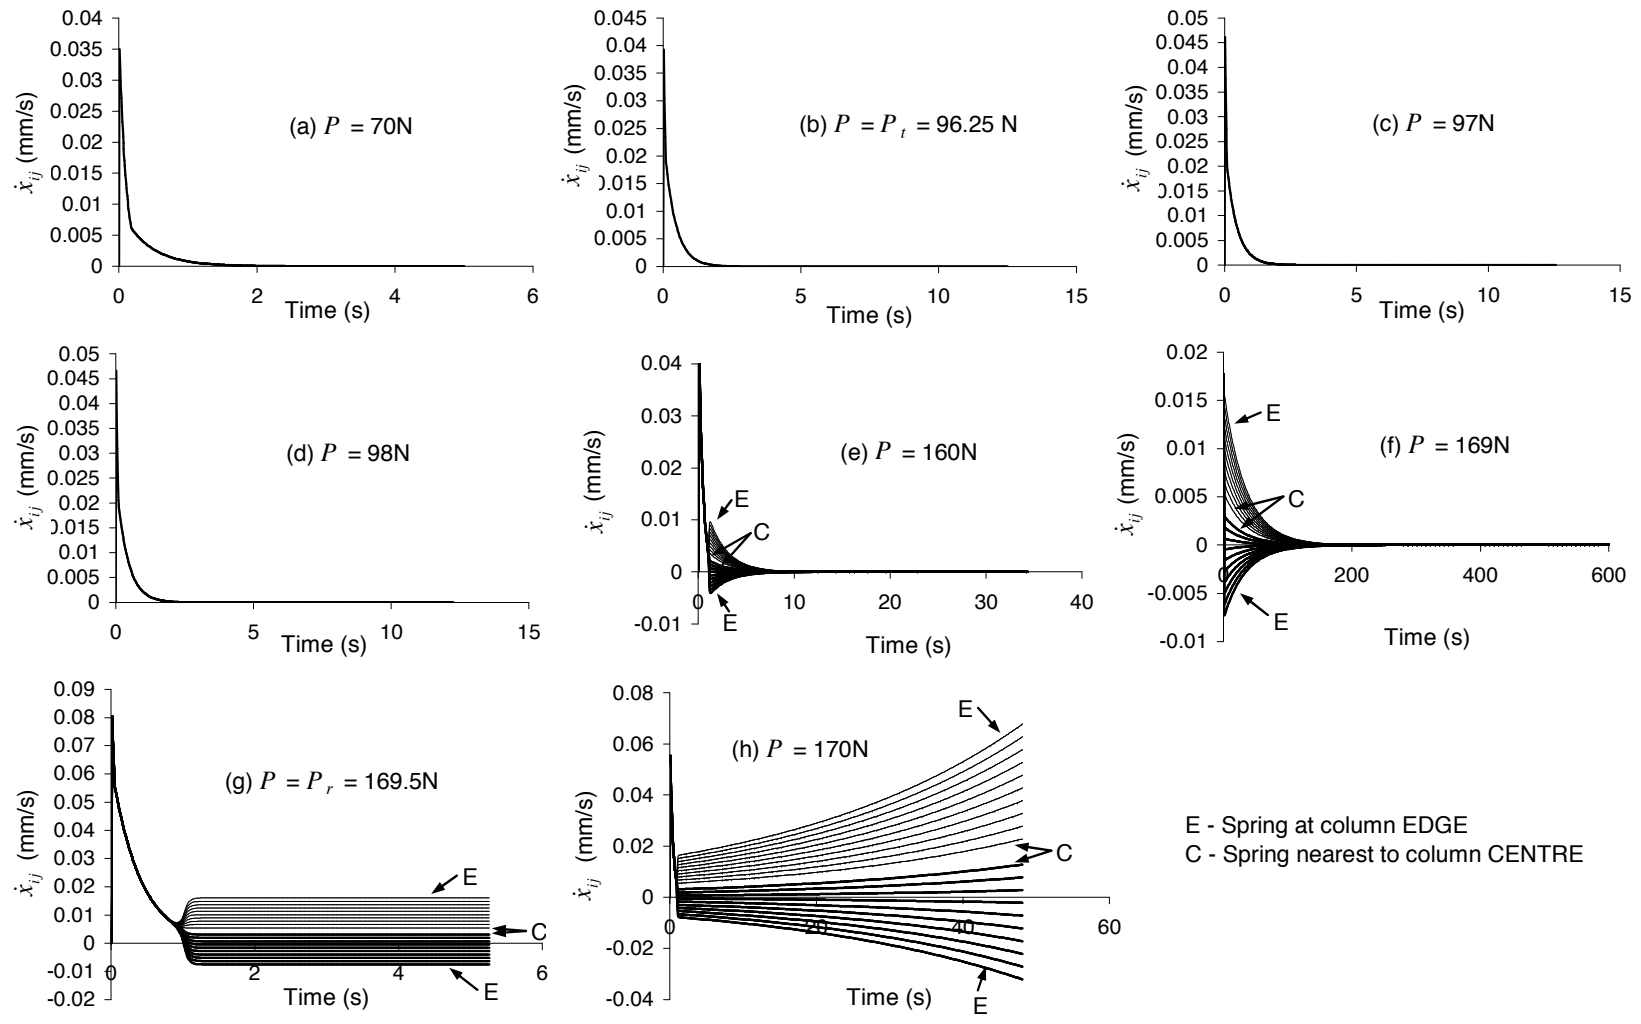 0.04
0.035
0.03
0.025
0.02
0.015
0.01
0.005
0
ẋij (mm/s)
(a) P = 70N
0 2 4 6
Time (s)
0.045
0.04
0.035
0.03
0.025
0.02
0.015
0.01
0.005
0
ẋij (mm/s)
(b) P = Pt = 96.25 N
0 5 10 15
Time (s)
0.05
0.045
0.04
0.035
0.03
0.025
0.02
0.015
0.01
0.005
0
ẋij (mm/s)
(c) P = 97N
0 5 10 15
Time (s)
0.05
0.045
0.04
0.035
0.03
0.025
0.02
0.015
0.01
0.005
0
ẋij (mm/s)
(d) P = 98N
0 5 10 15
Time (s)
0.04
0.03
0.02
0.01
0
-0.01
ẋij (mm/s)
(e) P = 160N
E
C
E
0 10 20 30 40
Time (s)
0.02
0.015
0.01
0.005
0
-0.005
-0.01
ẋij (mm/s)
(f) P = 169N
E
C
E
0 200 400 600
Time (s)
0.09
0.08
0.07
0.06
0.05
0.04
0.03
0.02
0.01
0
-0.01
-0.02
ẋij (mm/s)
(g) P = Pr = 169.5N
E
C
E
0 2 4 6
Time (s)
0.08
0.06
0.04
0.02
0
-0.02
-0.04
ẋij (mm/s)
(h) P = 170N
E
C
E
0 20 40 60
Time (s)
E - Spring at column EDGE
C - Spring nearest to column CENTRE